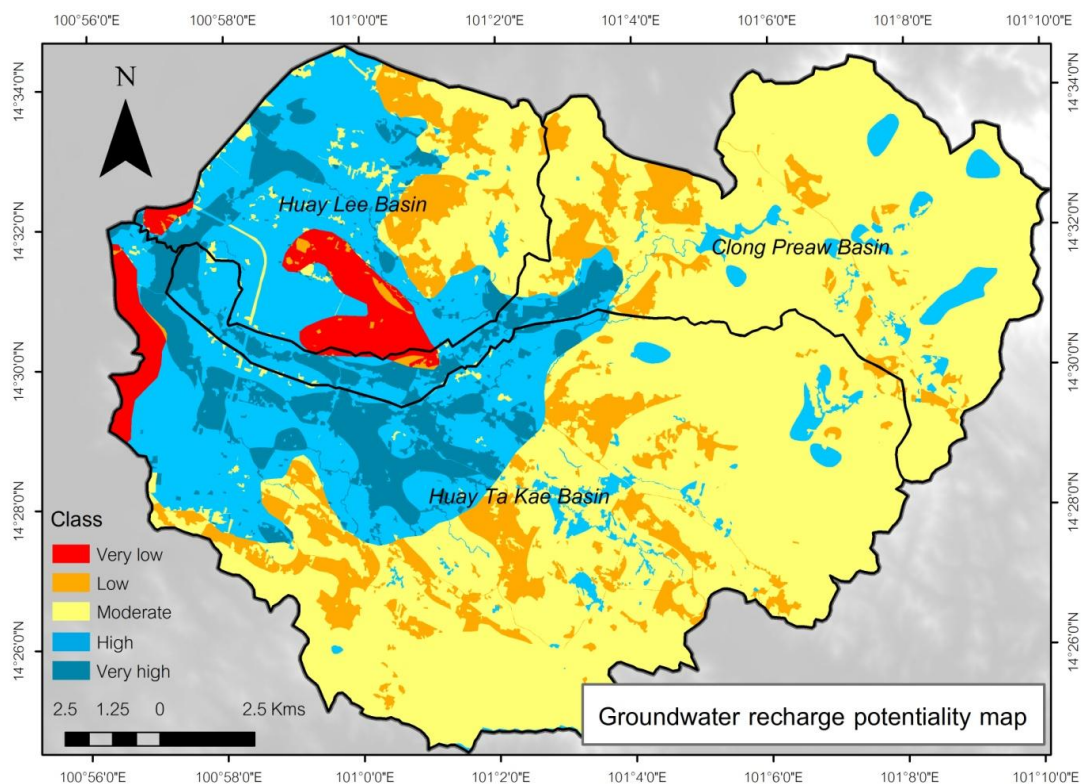 100°56'0"E 100°58'0"E 101°0'0"E 101°2'0"E 101°4'0"E 101°6'0"E 101°8'0"E 101°10'0"E
N
14°34'0"N 14°34'0"N
Huay Lee Basin
14°32'0"N 14°32'0"N
Clong Preaw Basin
14°30'0"N 14°30'0"N
Huay Ta Kae Basin
14°28'0"N 14°28'0"N
Class
Very low
Low
Moderate
High
Very high
14°26'0"N 14°26'0"N
2.5 1.25 0 2.5 Kms
Groundwater recharge potentiality map
100°56'0"E 100°58'0"E 101°0'0"E 101°2'0"E 101°4'0"E 101°6'0"E 101°8'0"E 101°10'0"E